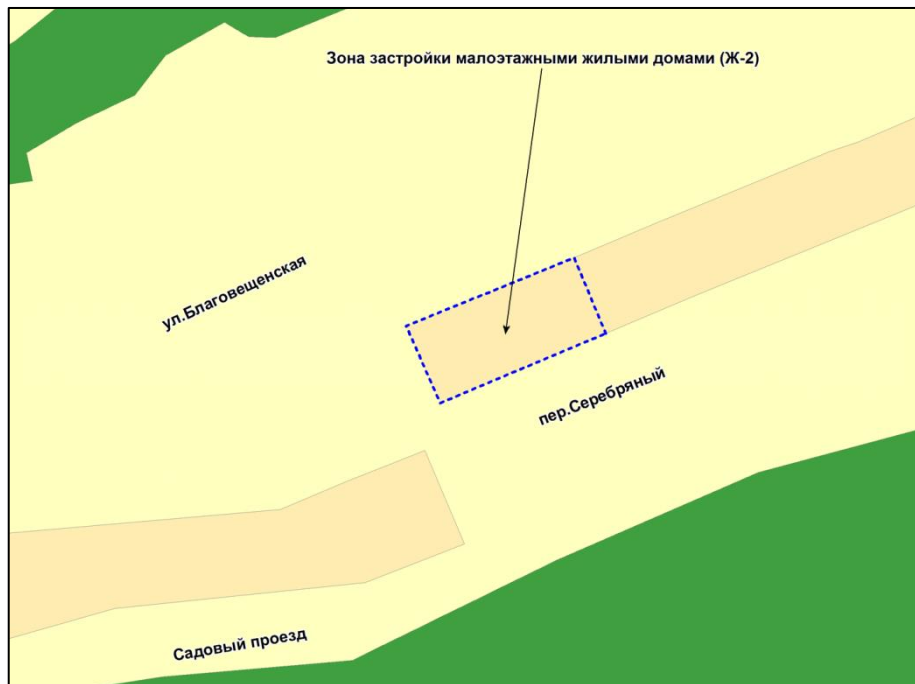 Зона застройки малоэтажными жилыми домами (Ж-2)
ул.Благовещенская
пер.Серебряный
Садовый проезд